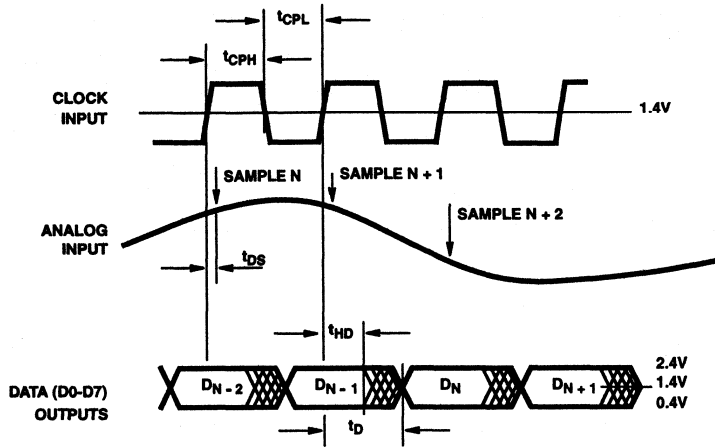 tCPL
tCPH
CLOCK
INPUT
1.4V
SAMPLE N
SAMPLE N + 1
SAMPLE N + 2
ANALOG
INPUT
tDS
tHD
DATA (D0-D7)
OUTPUTS
DN - 2
DN - 1
DN
DN + 1
2.4V
1.4V
0.4V
tD